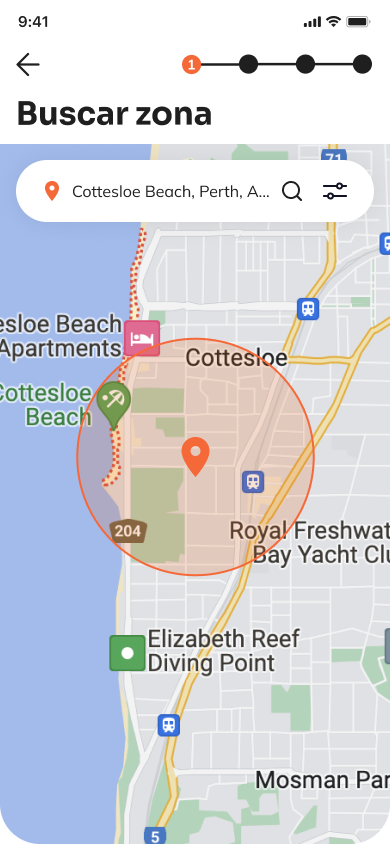 9:41
1
Buscar zona
71
Cottesloe Beach, Perth, A...
esloe Beach
Apartments
Cottesloe
Cottesloe
Beach
204
Royal Freshwat
Bay Yacht Clu
Elizabeth Reef
Diving Point
Mosman Par
5